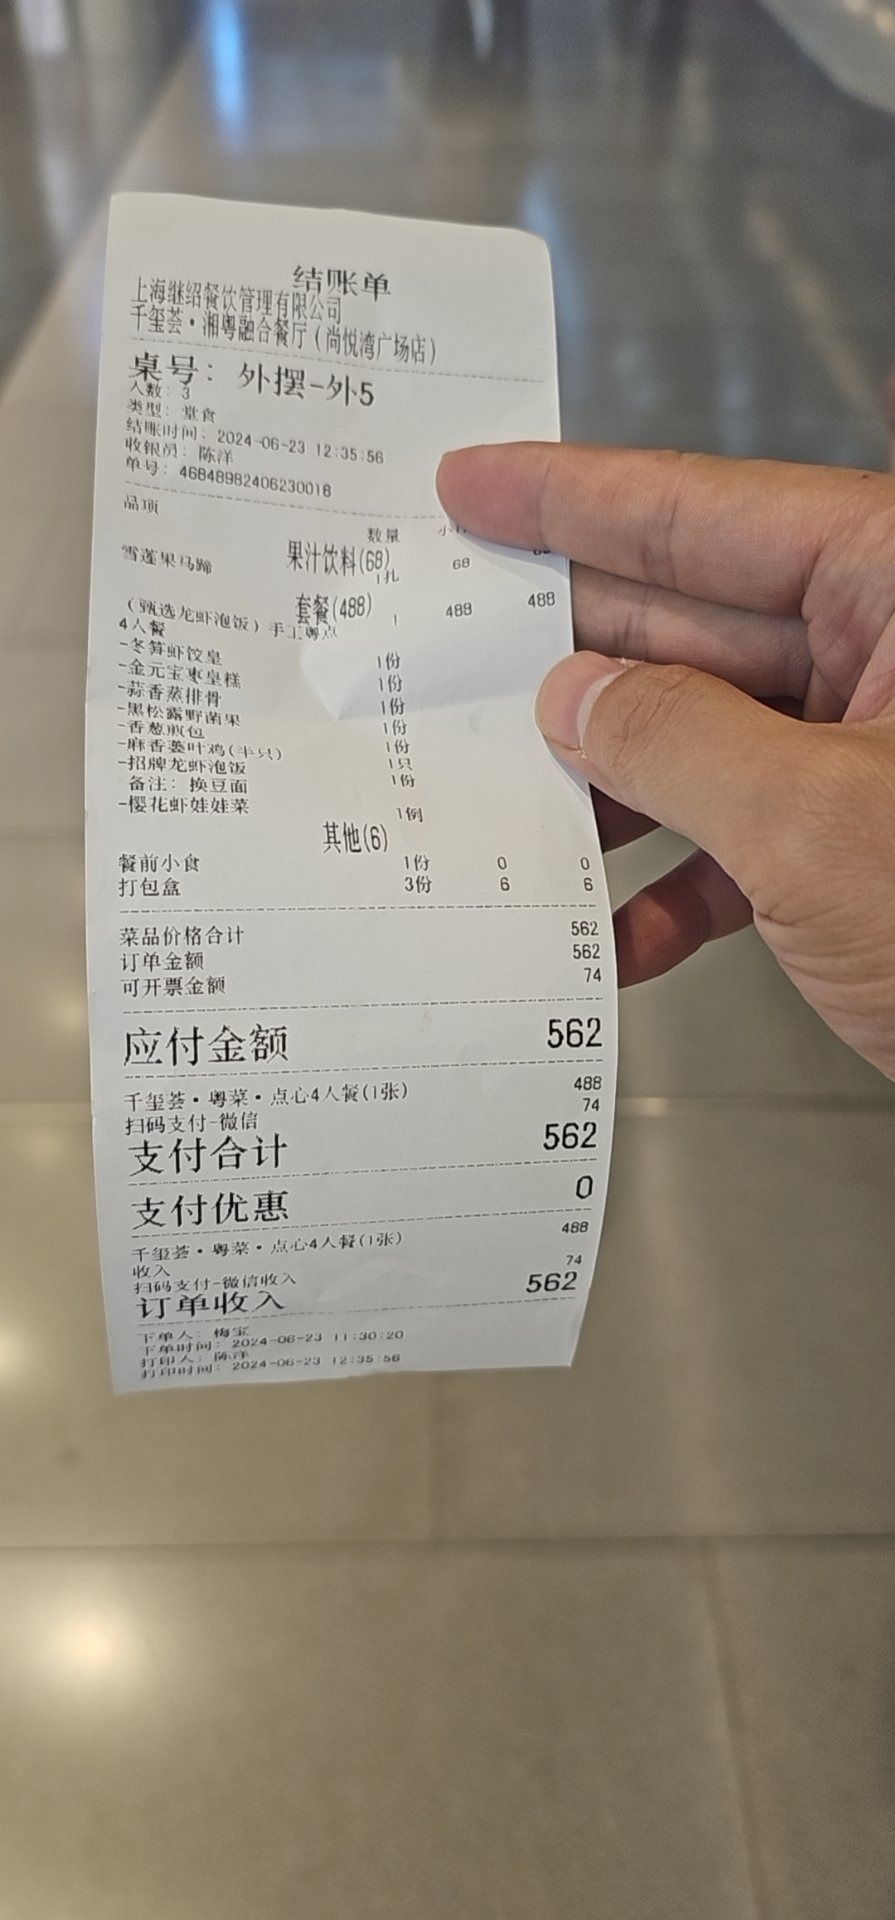 结账单
上海继绍餐饮管理有限公司
千玺荟·湘粤融合餐厅(尚悦湾广场店)
桌号: 外摆-外5
人数: 3
类型: 堂食
结账时间: 2024-06-23 12:35:56
收银员: 陈洋
单号: 46848982406230018
品项 数量
果汁饮料(68)
雪莲果马蹄 1扎 68
套餐(488)
(甄选龙虾泡饭)手工粤点 1 488 488
4人餐
-冬笋虾饺皇 1份
-金元宝枣皇糕 1份
-蒜香蒸排骨 1份
-黑松露野菌果 1份
-香葱煎包 1份
-麻香蒌叶鸡(半只) 1只
-招牌龙虾泡饭 1份
备注: 换豆面
-樱花虾娃娃菜 1例
其他(6)
餐前小食 1份 0 0
打包盒 3份 6 6
菜品价格合计 562
订单金额 562
可开票金额 74
应付金额 562
千玺荟·粤菜·点心4人餐(1张) 488
扫码支付-微信 74
支付合计 562
支付优惠 0
千玺荟·粤菜·点心4人餐(1张) 488
收入
扫码支付-微信收入 74
订单收入 562
下单人: 梅宝
下单时间: 2024-06-23 11:30:20
打印人: 陈洋
打印时间: 2024-06-23 12:35:56